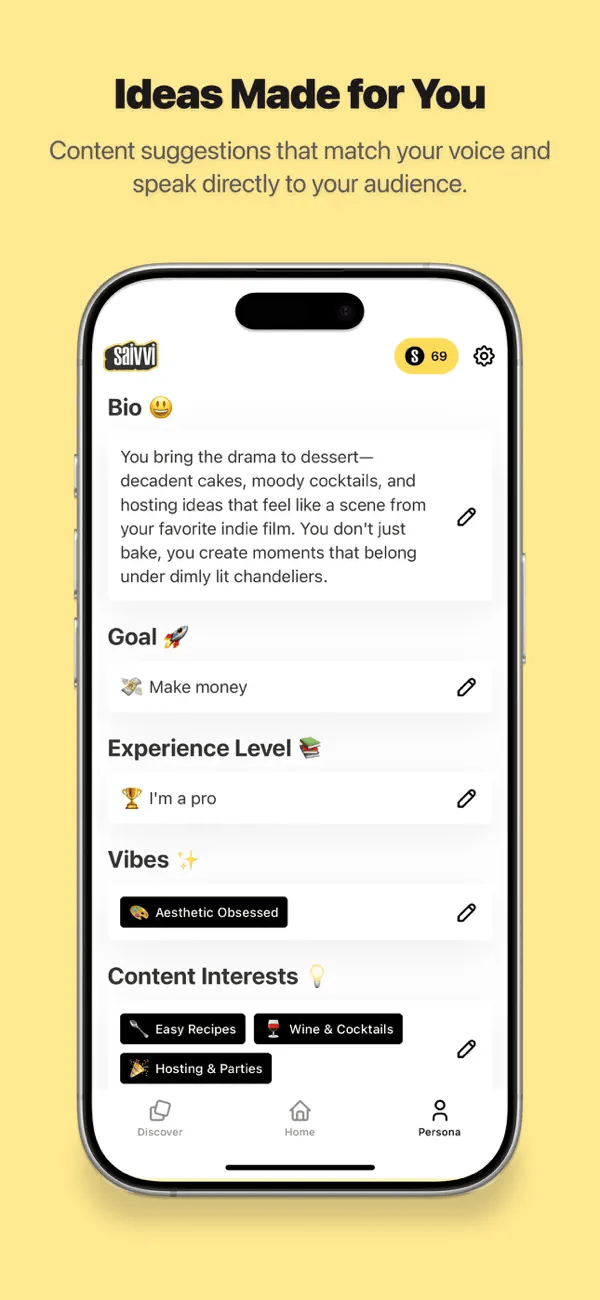 Ideas Made for You
Content suggestions that match your voice and
speak directly to your audience.
saivvi
S 69
Bio 😃
You bring the drama to dessert—
decadent cakes, moody cocktails, and
hosting ideas that feel like a scene from
your favorite indie film. You don't just
bake, you create moments that belong
under dimly lit chandeliers.
Goal 🚀
💸 Make money
Experience Level 📚
🏆 I'm a pro
Vibes ✨
🎨 Aesthetic Obsessed
Content Interests 💡
🥄 Easy Recipes 🍷 Wine & Cocktails
🎉 Hosting & Parties
Discover Home Persona